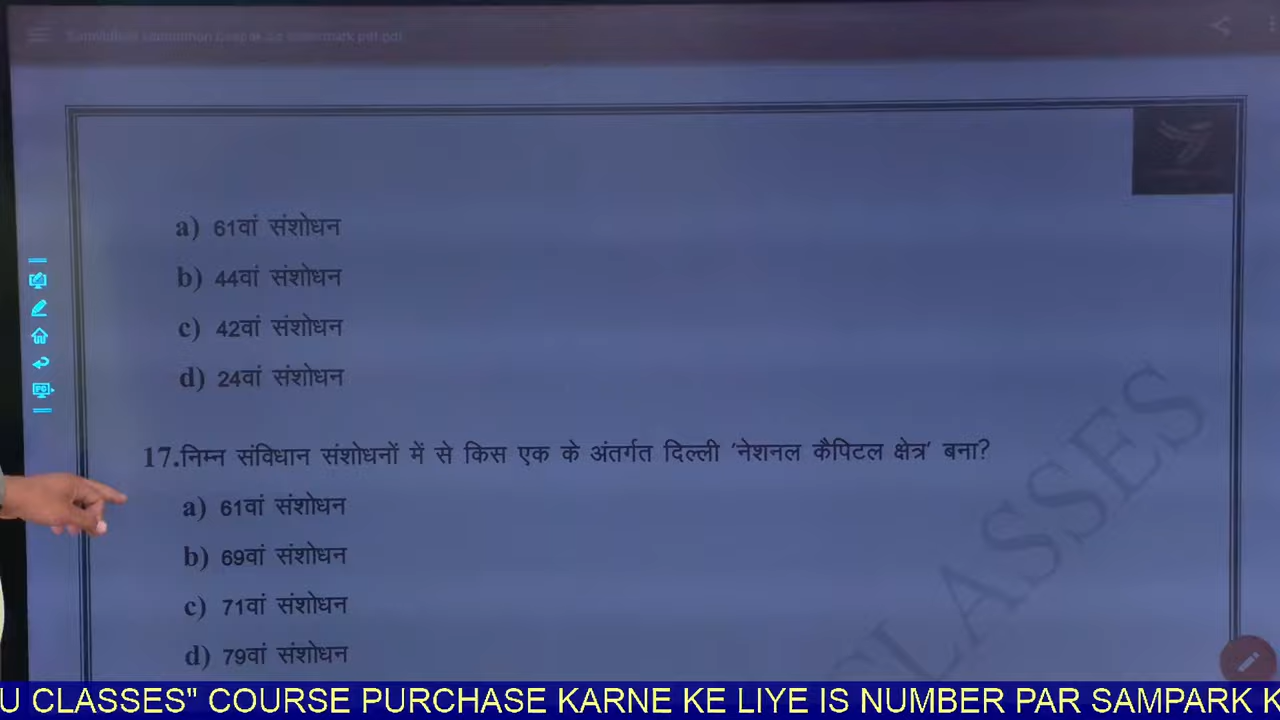 a) 61वां संशोधन
b) 44वां संशोधन
c) 42वां संशोधन
d) 24वां संशोधन
17.निम्न संविधान संशोधनों में से किस एक के अंतर्गत दिल्ली ‘नेशनल कैपिटल क्षेत्र’ बना?
a) 61वां संशोधन
b) 69वां संशोधन
c) 71वां संशोधन
d) 79वां संशोधन
CLASSES
U CLASSES" COURSE PURCHASE KARNE KE LIYE IS NUMBER PAR SAMPARK K